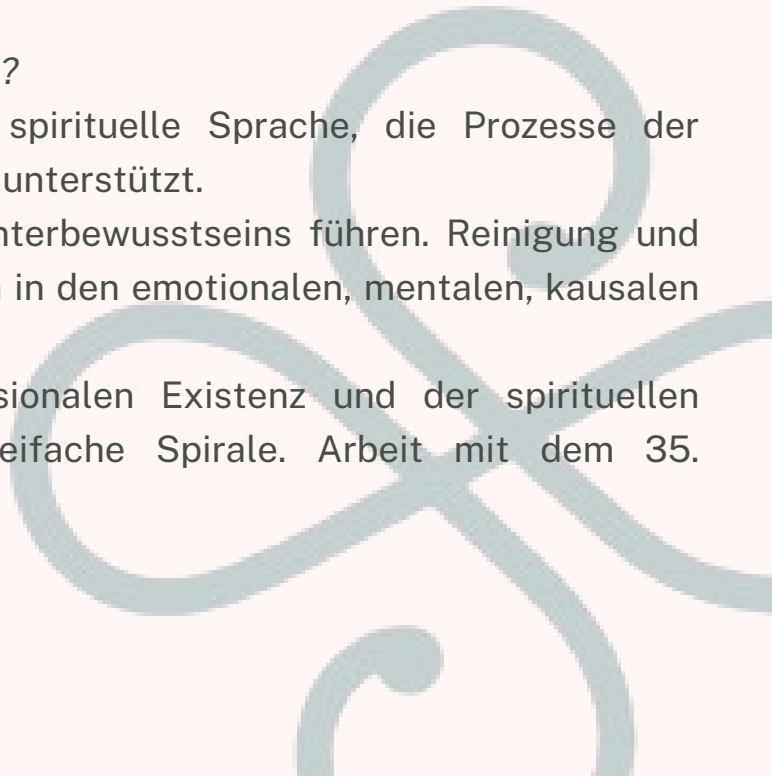 ?
spirituelle Sprache, die Prozesse der
unterstützt.
nterbewusstseins führen. Reinigung und
in den emotionalen, mentalen, kausalen
sionalen Existenz und der spirituellen
eifache Spirale. Arbeit mit dem 35.